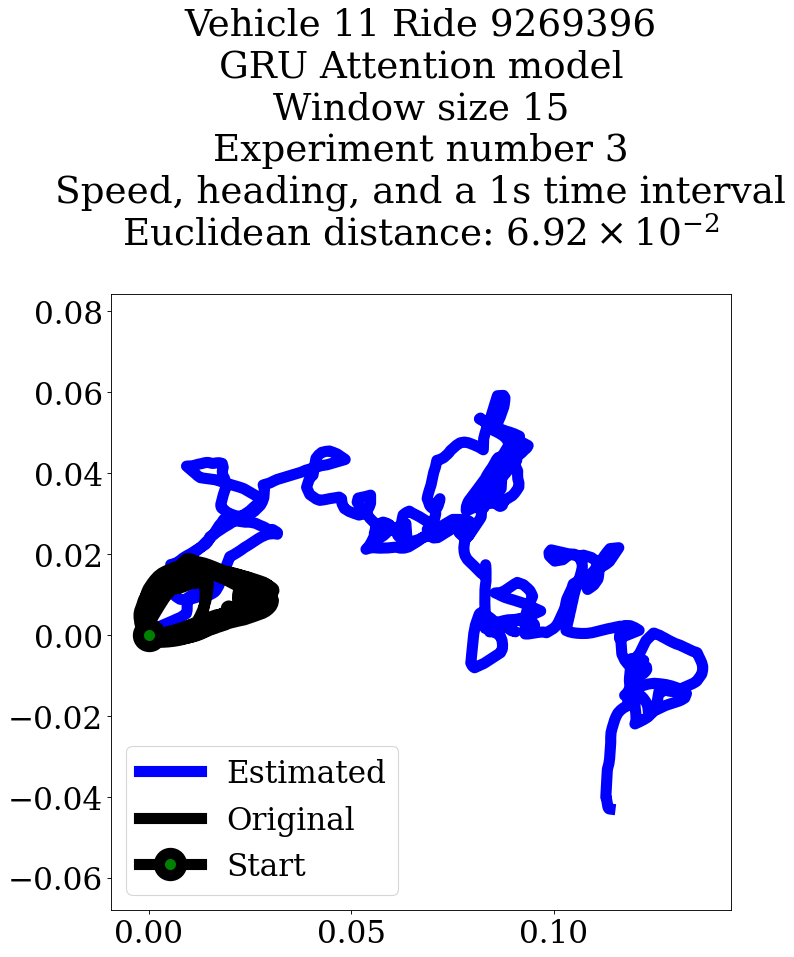 Vehicle 11 Ride 9269396
GRU Attention model
Window size 15
Experiment number 3
Speed, heading, and a 1s time interval
Euclidean distance: 6.92 × 10⁻²
0.08
0.06
0.04
0.02
0.00
−0.02
−0.04
−0.06
Estimated
Original
Start
0.00 0.05 0.10